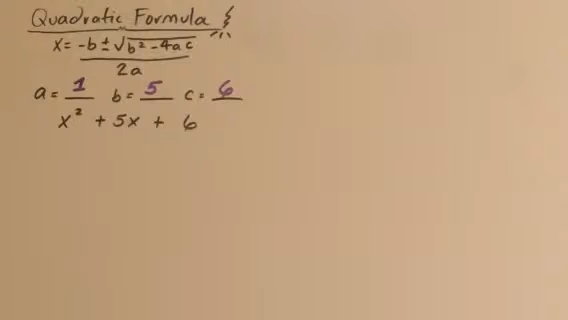 Quadratic Formula
x = -b ± √b² - 4ac
2a
a = 1 b = 5 c = 6
x² + 5x + 6